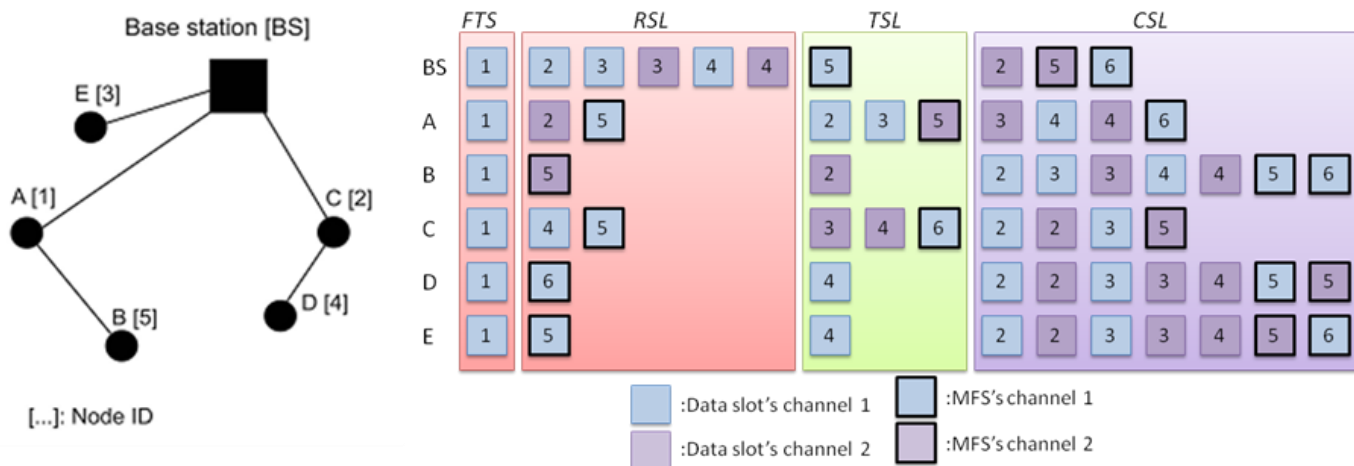 Base station [BS]
E [3]
A [1]
C [2]
B [5]
D [4]
[...]: Node ID
FTS RSL TSL CSL
BS 1 2 3 3 4 4 5 2 5 6
A 1 2 5 2 3 5 3 4 4 6
B 1 5 2 2 3 3 4 4 5 6
C 1 4 5 3 4 6 2 2 3 5
D 1 6 4 2 2 3 3 4 5 5
E 1 5 4 2 2 3 3 4 5 6
:Data slot's channel 1 :MFS's channel 1
:Data slot's channel 2 :MFS's channel 2